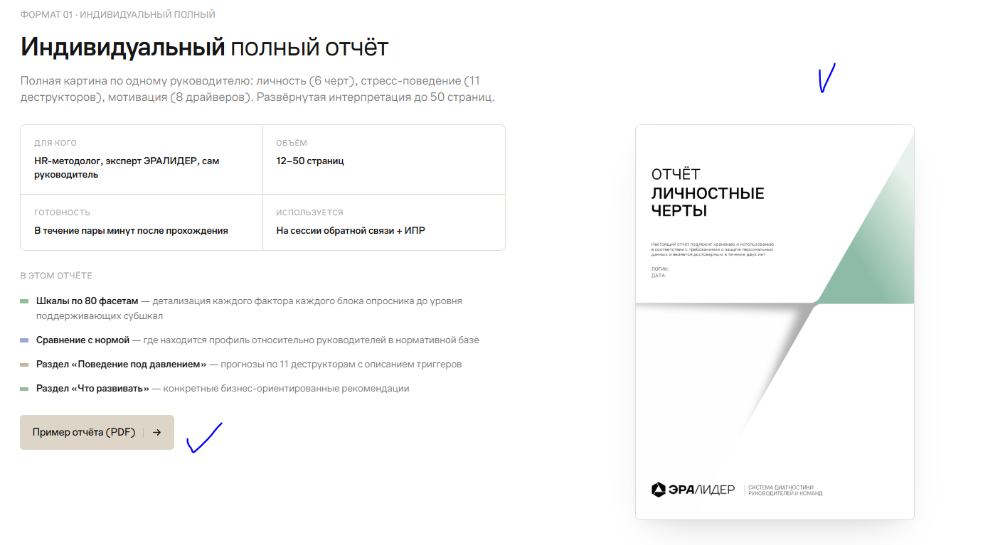 ФОРМАТ 01 · ИНДИВИДУАЛЬНЫЙ ПОЛНЫЙ
Индивидуальный полный отчёт
Полная картина по одному руководителю: личность (6 черт), стресс-поведение (11
деструкторов), мотивация (8 драйверов). Развёрнутая интерпретация до 50 страниц.
ДЛЯ КОГО
HR-методолог, эксперт ЭРАЛИДЕР, сам
руководитель
ОБЪЁМ
12–50 страниц
ГОТОВНОСТЬ
В течение пары минут после прохождения
ИСПОЛЬЗУЕТСЯ
На сессии обратной связи + ИПР
В ЭТОМ ОТЧЁТЕ
Шкалы по 80 фасетам — детализация каждого фактора каждого блока опросника до уровня
поддерживающих субшкал
Сравнение с нормой — где находится профиль относительно руководителей в нормативной базе
Раздел «Поведение под давлением» — прогнозы по 11 деструкторам с описанием триггеров
Раздел «Что развивать» — конкретные бизнес-ориентированные рекомендации
Пример отчёта (PDF) →
ОТЧЁТ
ЛИЧНОСТНЫЕ
ЧЕРТЫ
Настоящий отчёт подлежит хранению и использованию
в соответствии с требованиями о защите персональных
данных и является достоверным в течение двух лет
ЛОГИН:
ДАТА:
ЭРАЛИДЕР
СИСТЕМА ДИАГНОСТИКИ
РУКОВОДИТЕЛЕЙ И КОМАНД